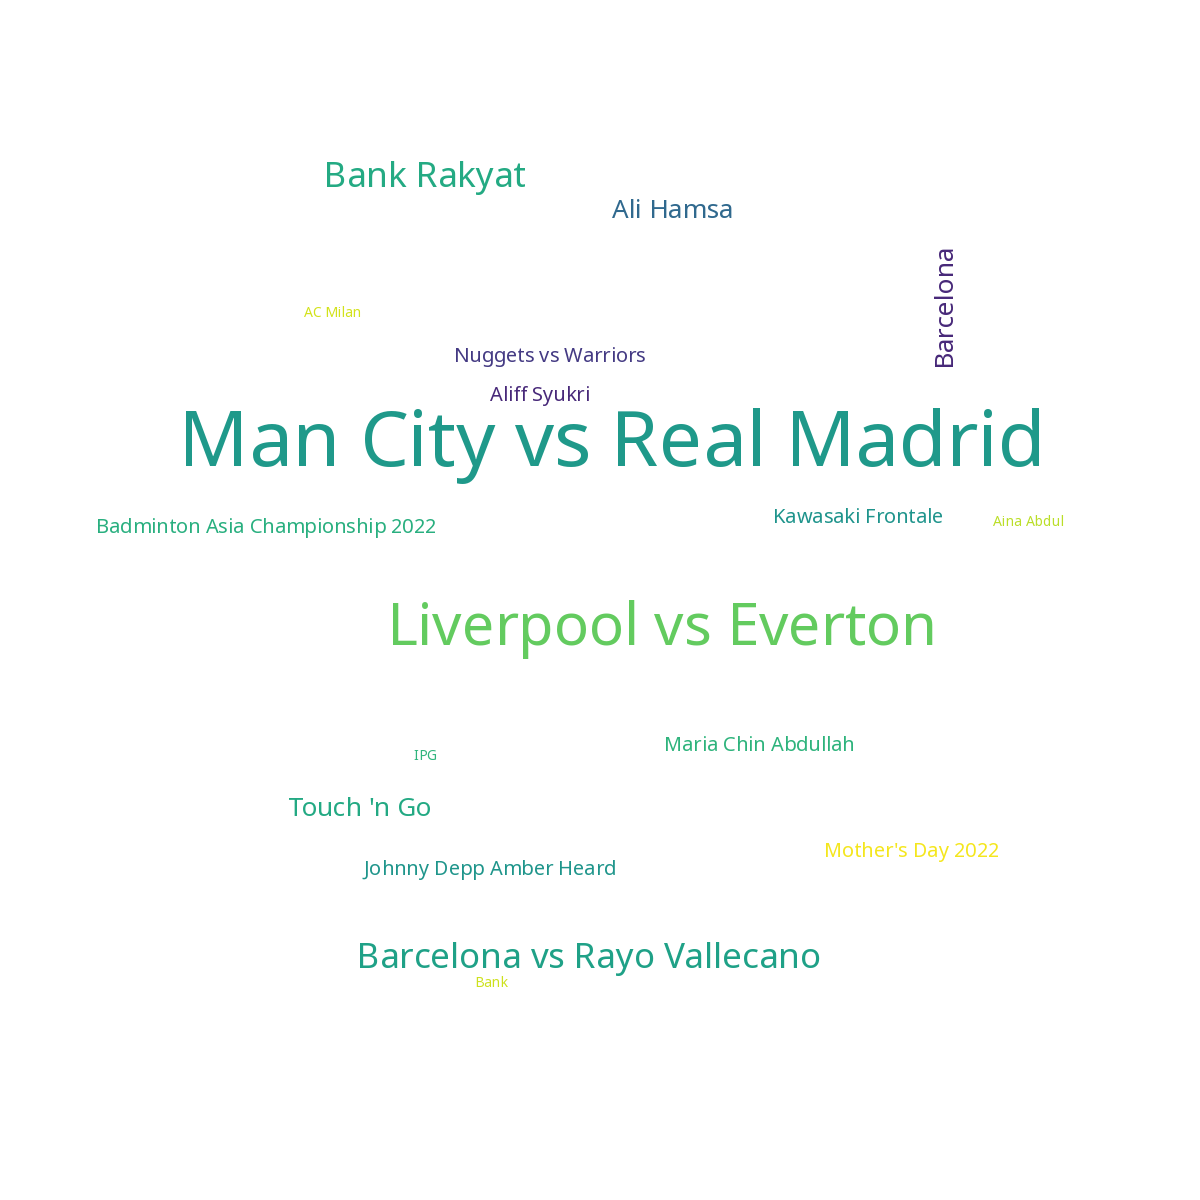 Bank Rakyat
Ali Hamsa
Barcelona
AC Milan
Nuggets vs Warriors
Aliff Syukri
Man City vs Real Madrid
Badminton Asia Championship 2022
Kawasaki Frontale
Aina Abdul
Liverpool vs Everton
Maria Chin Abdullah
IPG
Touch 'n Go
Mother's Day 2022
Johnny Depp Amber Heard
Barcelona vs Rayo Vallecano
Bank